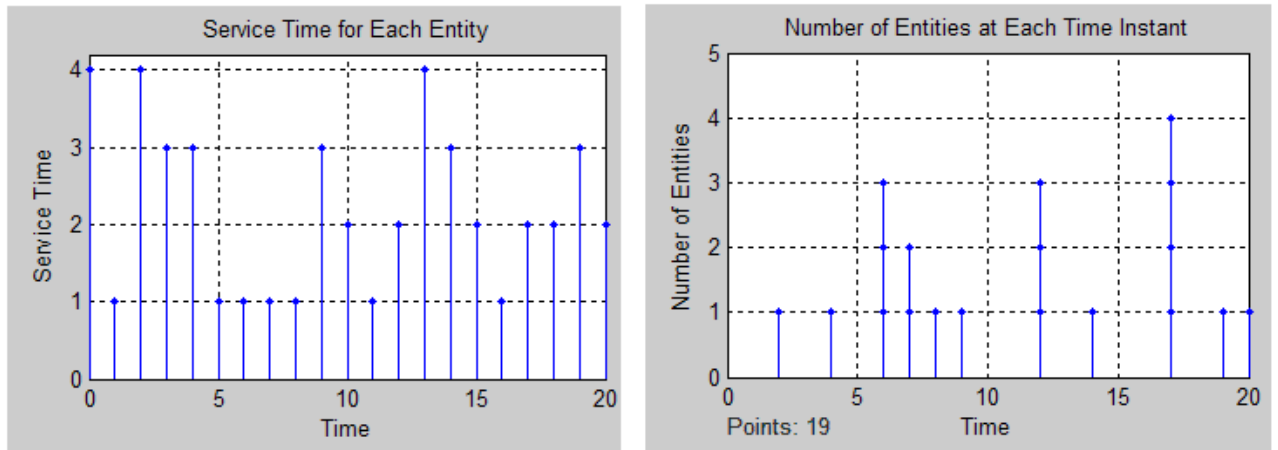 Service Time for Each Entity
4
3
2
1
0
Service Time
0 5 10 15 20
Time
Number of Entities at Each Time Instant
5
4
3
2
1
0
Number of Entities
0 5 10 15 20
Points: 19 Time